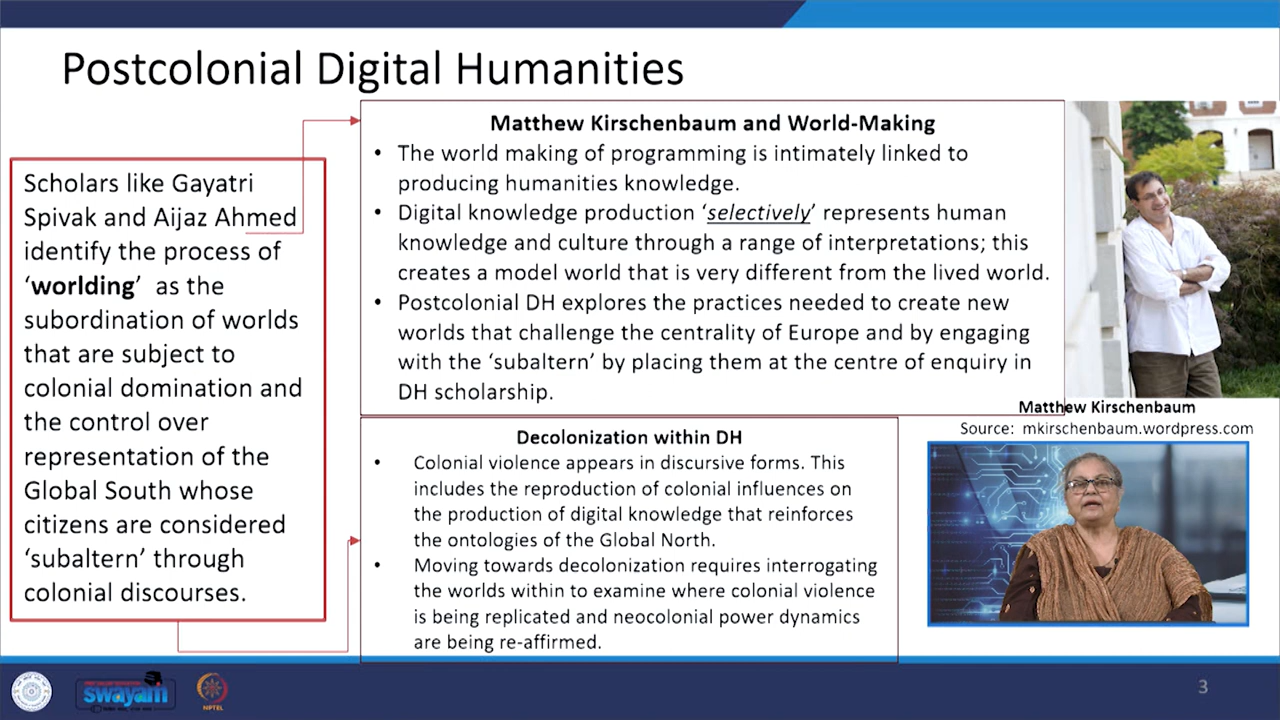 Postcolonial Digital Humanities
Scholars like Gayatri
Spivak and Aijaz Ahmed
identify the process of
‘worlding’ as the
subordination of worlds
that are subject to
colonial domination and
the control over
representation of the
Global South whose
citizens are considered
‘subaltern’ through
colonial discourses.
Matthew Kirschenbaum and World-Making
• The world making of programming is intimately linked to
producing humanities knowledge.
• Digital knowledge production ‘selectively’ represents human
knowledge and culture through a range of interpretations; this
creates a model world that is very different from the lived world.
• Postcolonial DH explores the practices needed to create new
worlds that challenge the centrality of Europe and by engaging
with the ‘subaltern’ by placing them at the centre of enquiry in
DH scholarship.
Matthew Kirschenbaum
Source: mkirschenbaum.wordpress.com
Decolonization within DH
• Colonial violence appears in discursive forms. This
includes the reproduction of colonial influences on
the production of digital knowledge that reinforces
the ontologies of the Global North.
• Moving towards decolonization requires interrogating
the worlds within to examine where colonial violence
is being replicated and neocolonial power dynamics
are being re-affirmed.
swayam
NPTEL
3